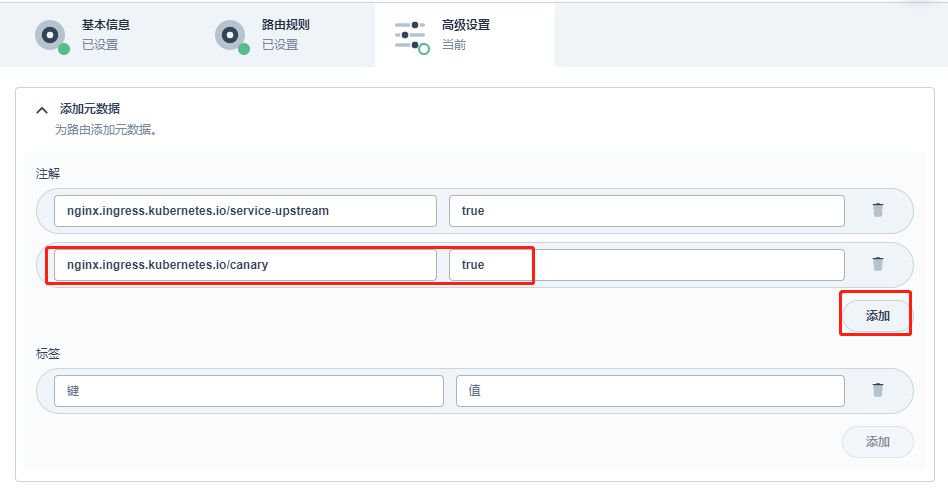 基本信息
已设置
路由规则
已设置
高级设置
当前
添加元数据
为路由添加元数据。
注解
nginx.ingress.kubernetes.io/service-upstream true
nginx.ingress.kubernetes.io/canary true
添加
标签
键 值
添加